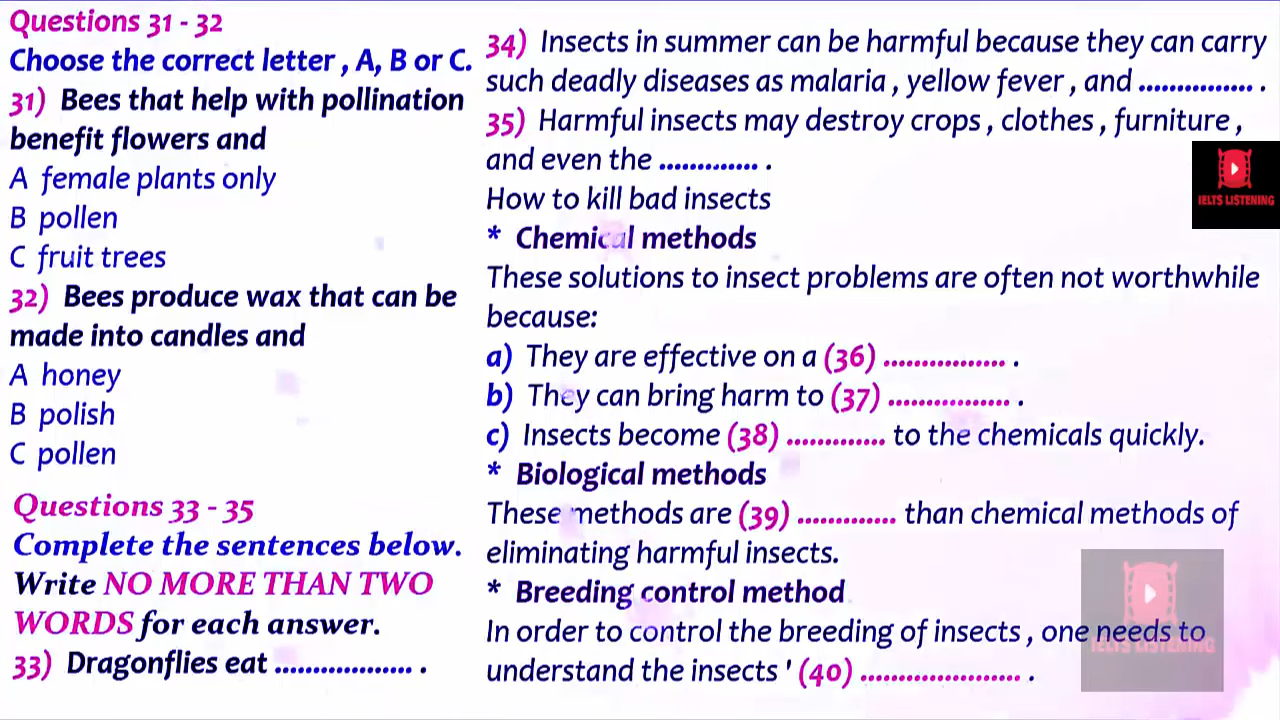 Questions 31 - 32
Choose the correct letter , A, B or C.
31) Bees that help with pollination
benefit flowers and
A female plants only
B pollen
C fruit trees
32) Bees produce wax that can be
made into candles and
A honey
B polish
C pollen
Questions 33 - 35
Complete the sentences below.
Write NO MORE THAN TWO
WORDS for each answer.
33) Dragonflies eat .................. .
34) Insects in summer can be harmful because they can carry
such deadly diseases as malaria , yellow fever , and ............... .
35) Harmful insects may destroy crops , clothes , furniture ,
and even the ............. .
How to kill bad insects
* Chemical methods
These solutions to insect problems are often not worthwhile
because:
a) They are effective on a (36) ................ .
b) They can bring harm to (37) ................ .
c) Insects become (38) ............. to the chemicals quickly.
* Biological methods
These methods are (39) ............. than chemical methods of
eliminating harmful insects.
* Breeding control method
In order to control the breeding of insects , one needs to
understand the insects ' (40) ..................... .
IELTS LISTENING
IELTS LISTENING